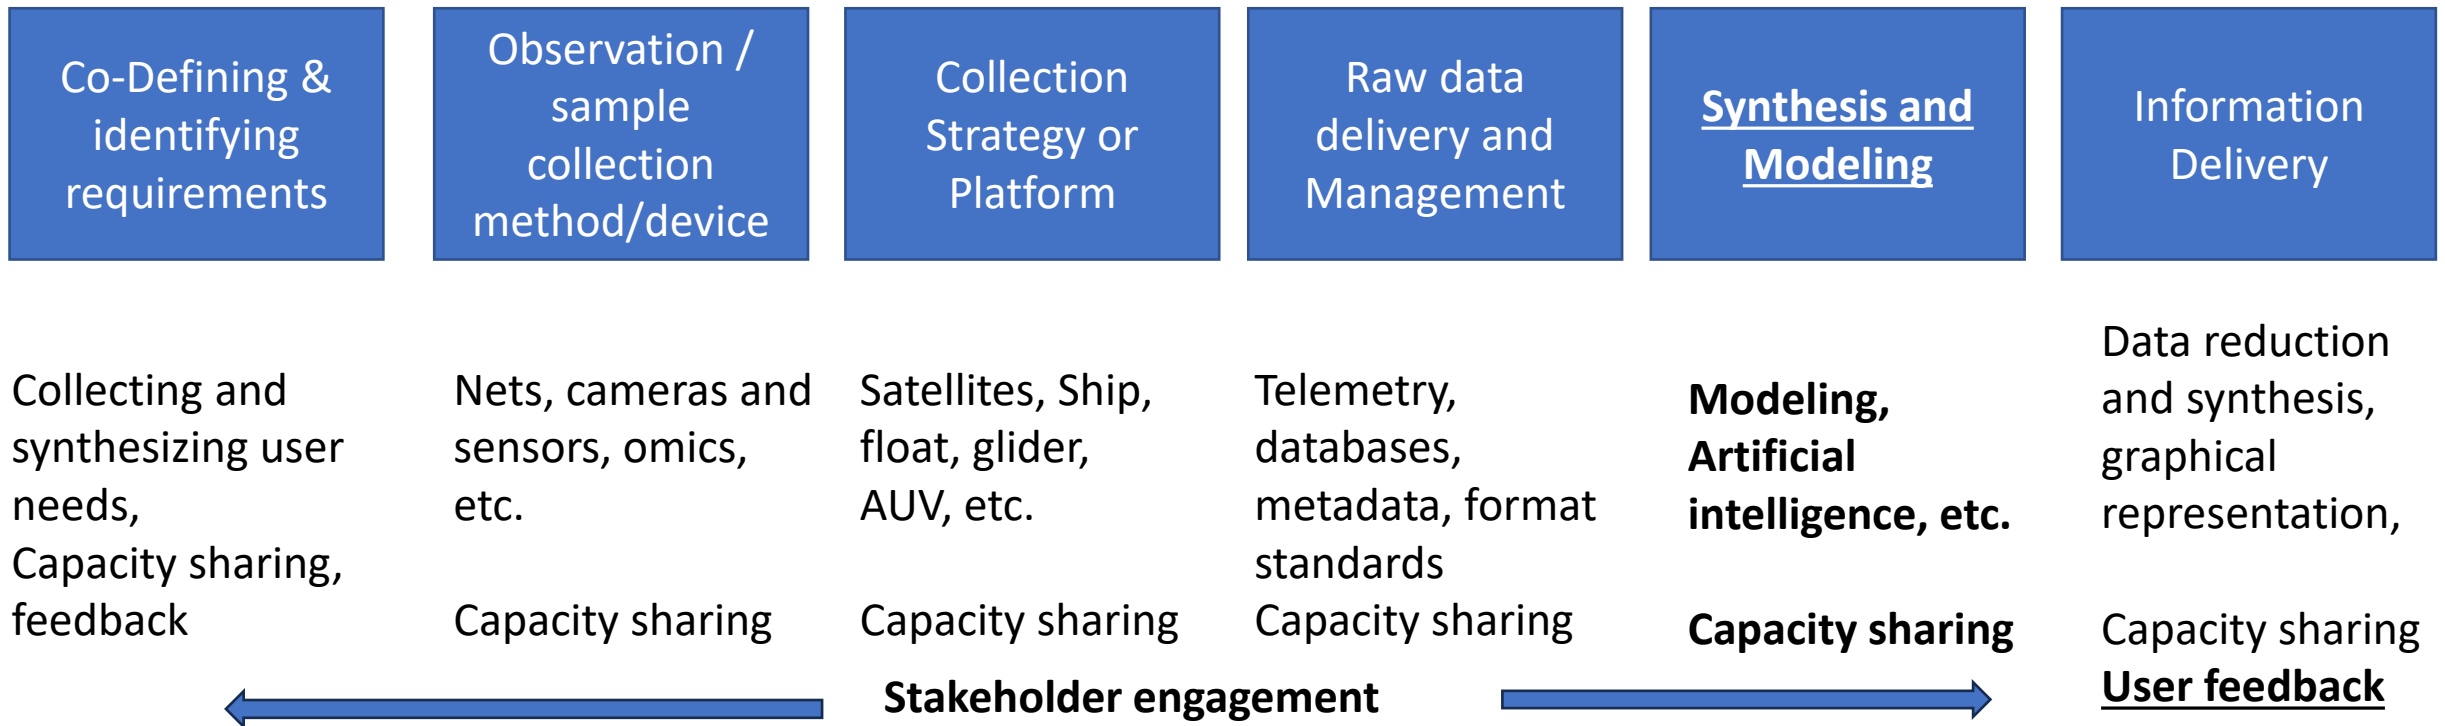 Co-Defining &
identifying
requirements
Observation /
sample
collection
method/device
Collection
Strategy or
Platform
Raw data
delivery and
Management
Synthesis and
Modeling
Information
Delivery
Collecting and
synthesizing user
needs,
Capacity sharing,
feedback
Nets, cameras and
sensors, omics,
etc.
Capacity sharing
Satellites, Ship,
float, glider,
AUV, etc.
Capacity sharing
Telemetry,
databases,
metadata, format
standards
Capacity sharing
Modeling,
Artificial
intelligence, etc.
Capacity sharing
Data reduction
and synthesis,
graphical
representation,
Capacity sharing
User feedback
Stakeholder engagement